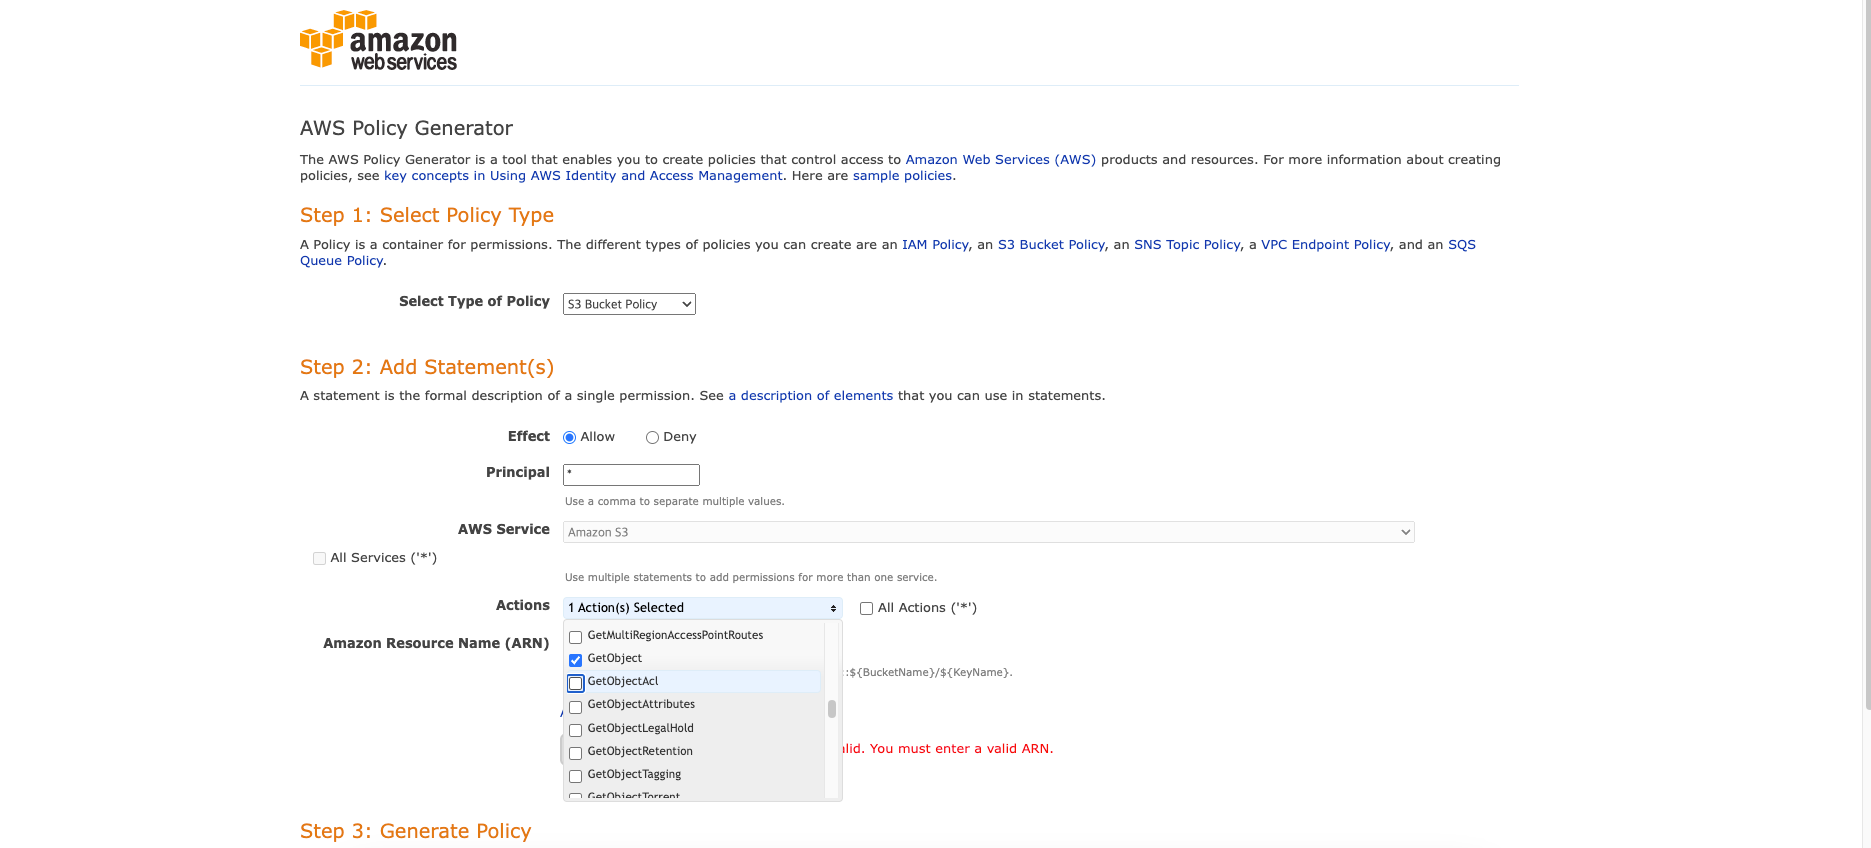 amazon
web services
AWS Policy Generator
The AWS Policy Generator is a tool that enables you to create policies that control access to Amazon Web Services (AWS) products and resources. For more information about creating
policies, see key concepts in Using AWS Identity and Access Management. Here are sample policies.
Step 1: Select Policy Type
A Policy is a container for permissions. The different types of policies you can create are an IAM Policy, an S3 Bucket Policy, an SNS Topic Policy, a VPC Endpoint Policy, and an SQS
Queue Policy.
Select Type of Policy S3 Bucket Policy
Step 2: Add Statement(s)
A statement is the formal description of a single permission. See a description of elements that you can use in statements.
Effect Allow Deny
Principal *
Use a comma to separate multiple values.
AWS Service Amazon S3
All Services ('*')
Use multiple statements to add permissions for more than one service.
Actions 1 Action(s) Selected All Actions ('*')
GetMultiRegionAccessPointRoutes
Amazon Resource Name (ARN)
GetObject
:${BucketName}/${KeyName}.
GetObjectAcl
GetObjectAttributes
GetObjectLegalHold
GetObjectRetention
lid. You must enter a valid ARN.
GetObjectTagging
GetObjectTorrent
Step 3: Generate Policy